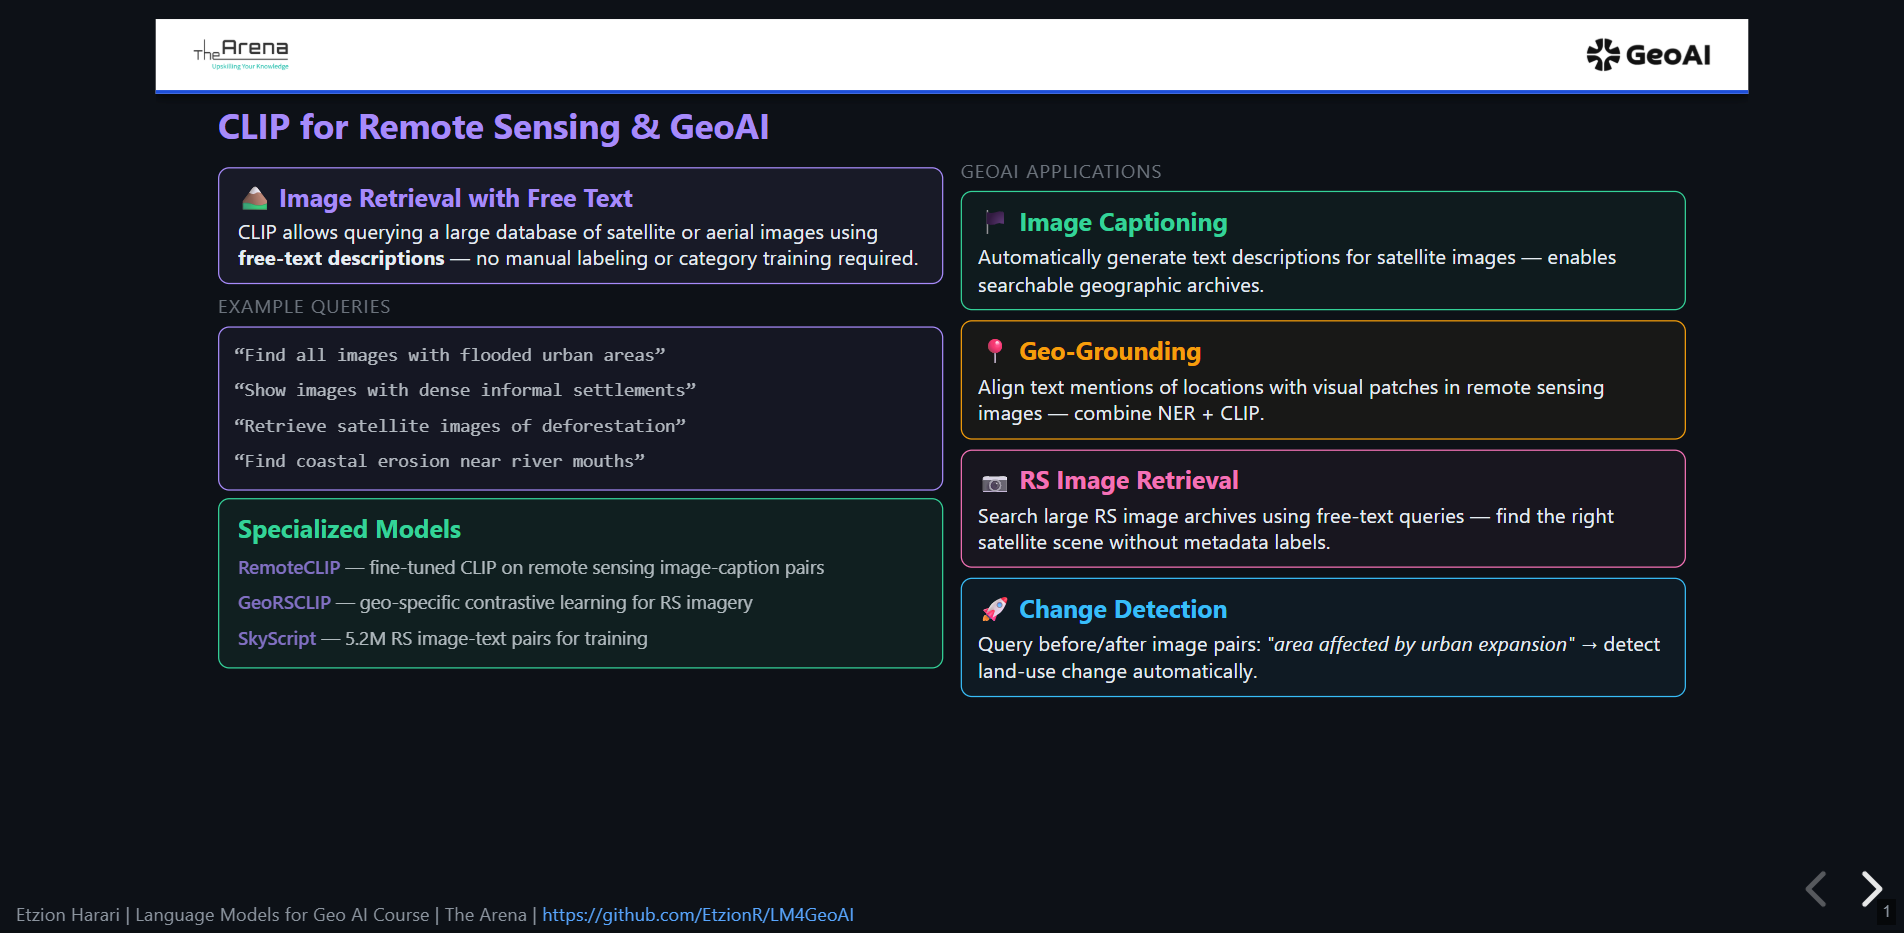 The Arena
Upskilling Your Knowledge
GeoAI
CLIP for Remote Sensing & GeoAI
Image Retrieval with Free Text
CLIP allows querying a large database of satellite or aerial images using
free-text descriptions — no manual labeling or category training required.
EXAMPLE QUERIES
“Find all images with flooded urban areas”
“Show images with dense informal settlements”
“Retrieve satellite images of deforestation”
“Find coastal erosion near river mouths”
Specialized Models
RemoteCLIP — fine-tuned CLIP on remote sensing image-caption pairs
GeoRSCLIP — geo-specific contrastive learning for RS imagery
SkyScript — 5.2M RS image-text pairs for training
GEOAI APPLICATIONS
Image Captioning
Automatically generate text descriptions for satellite images — enables
searchable geographic archives.
Geo-Grounding
Align text mentions of locations with visual patches in remote sensing
images — combine NER + CLIP.
RS Image Retrieval
Search large RS image archives using free-text queries — find the right
satellite scene without metadata labels.
Change Detection
Query before/after image pairs: "area affected by urban expansion" → detect
land-use change automatically.
Etzion Harari | Language Models for Geo AI Course | The Arena | https://github.com/EtzionR/LM4GeoAI
1